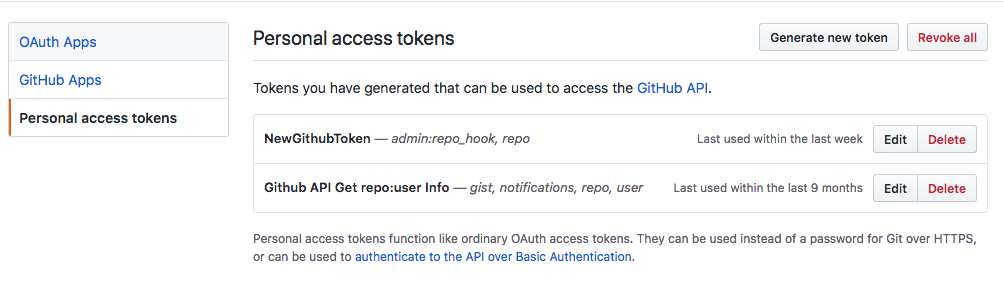 OAuth Apps
GitHub Apps
Personal access tokens
Personal access tokens
Generate new token
Revoke all
Tokens you have generated that can be used to access the GitHub API.
NewGithubToken — admin:repo_hook, repo
Last used within the last week
Edit
Delete
Github API Get repo:user Info — gist, notifications, repo, user
Last used within the last 9 months
Edit
Delete
Personal access tokens function like ordinary OAuth access tokens. They can be used instead of a password for Git over HTTPS,
or can be used to authenticate to the API over Basic Authentication.